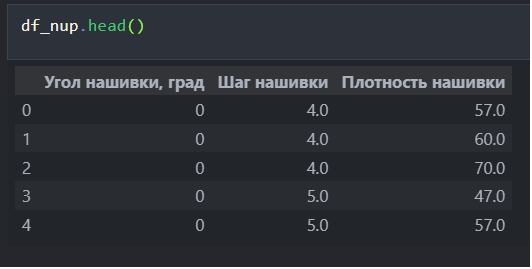 df_nup.head()
Угол нашивки, град Шаг нашивки Плотность нашивки
0 0 4.0 57.0
1 0 4.0 60.0
2 0 4.0 70.0
3 0 5.0 47.0
4 0 5.0 57.0